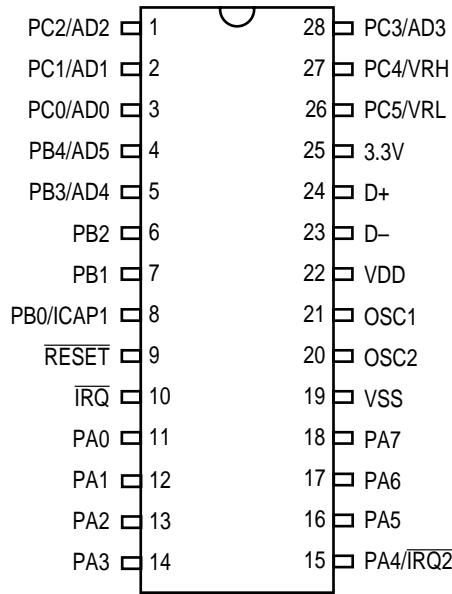 PC2/AD2 1 28 PC3/AD3
PC1/AD1 2 27 PC4/VRH
PC0/AD0 3 26 PC5/VRL
PB4/AD5 4 25 3.3V
PB3/AD4 5 24 D+
PB2 6 23 D–
PB1 7 22 VDD
PB0/ICAP1 8 21 OSC1
RESET 9 20 OSC2
IRQ 10 19 VSS
PA0 11 18 PA7
PA1 12 17 PA6
PA2 13 16 PA5
PA3 14 15 PA4/IRQ2